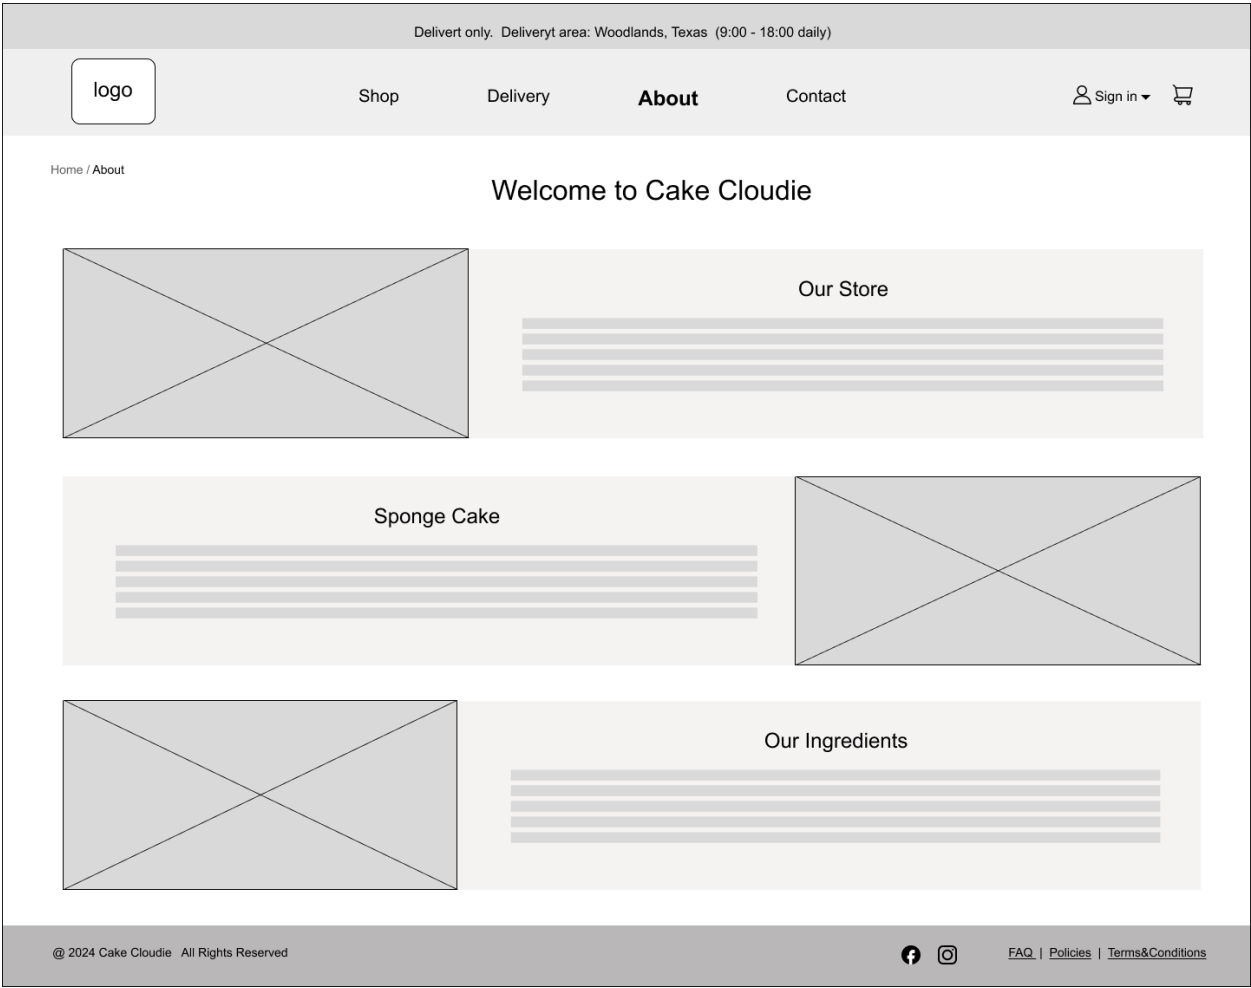 Delivert only.  Deliveryt area: Woodlands, Texas  (9:00 - 18:00 daily)
logo
Shop
Delivery
About
Contact
Sign in
Home / About
Welcome to Cake Cloudie
Our Store
Sponge Cake
Our Ingredients
@ 2024 Cake Cloudie   All Rights Reserved
FAQ  |  Policies  |  Terms&Conditions